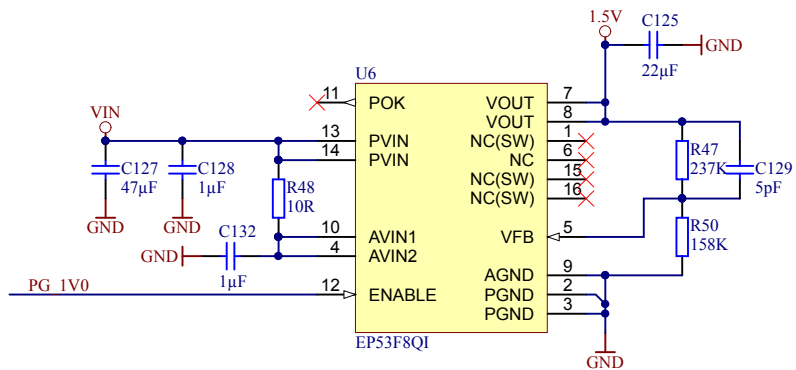 1.5V
C125
GND
22µF
U6
11
POK
VOUT
7
VOUT
8
VIN
13
PVIN
NC(SW)
1
14
PVIN
NC
6
R47
237K
C129
5pF
C127
47µF
C128
1µF
R48
10R
NC(SW)
15
NC(SW)
16
GND
GND
C132
10
AVIN1
VFB
5
R50
158K
GND
4
AVIN2
1µF
AGND
9
PG_1V0
12
ENABLE
PGND
2
PGND
3
EP53F8QI
GND